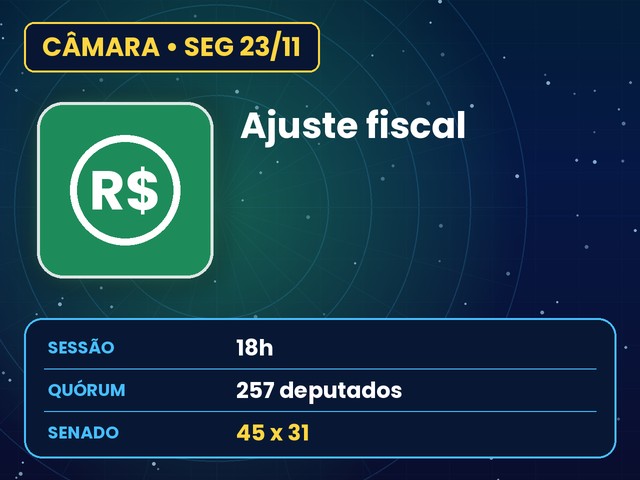 CÂMARA • SEG 23/11
Ajuste fiscal
R$
SESSÃO 18h
QUÓRUM 257 deputados
SENADO 45 x 31